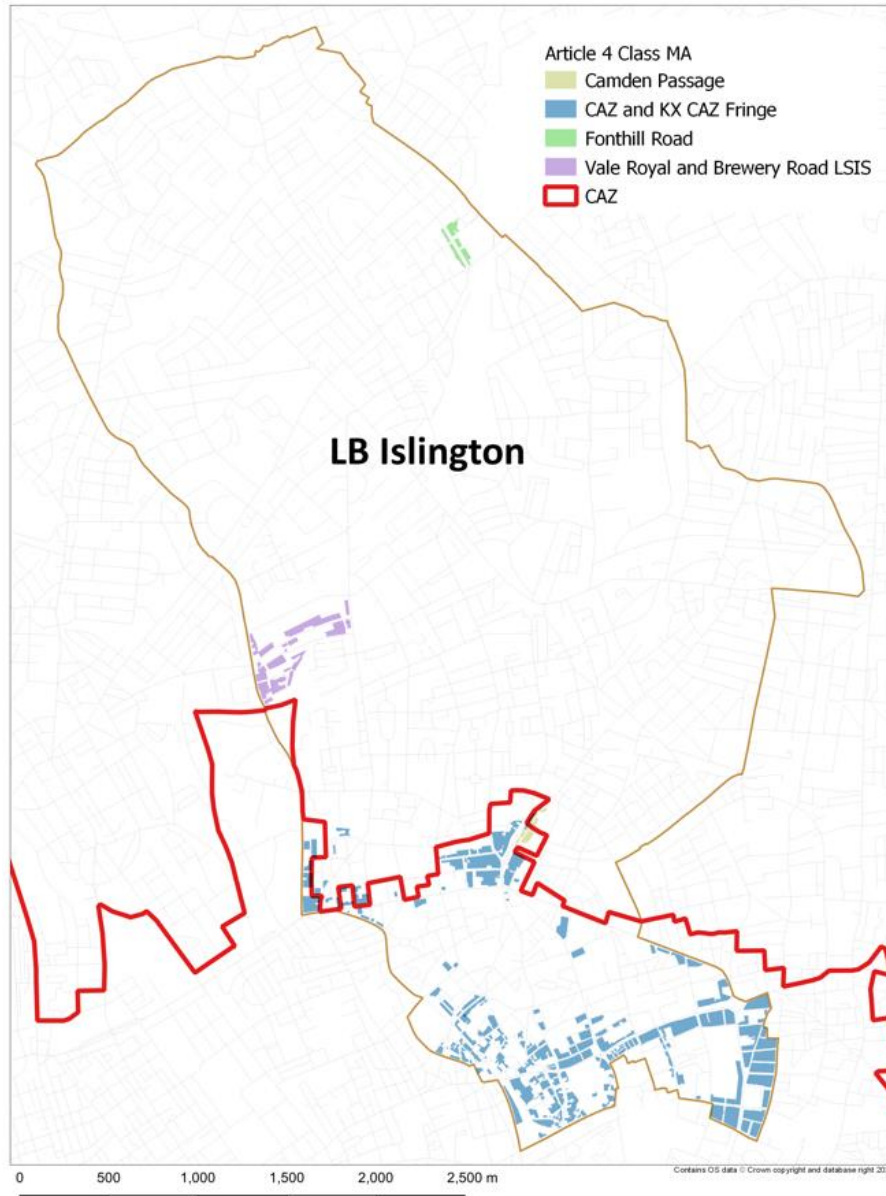 Article 4 Class MA
Camden Passage
CAZ and KX CAZ Fringe
Fonthill Road
Vale Royal and Brewery Road LSIS
CAZ
LB Islington
Contains OS data © Crown copyright and database right 20
0 500 1,000 1,500 2,000 2,500 m